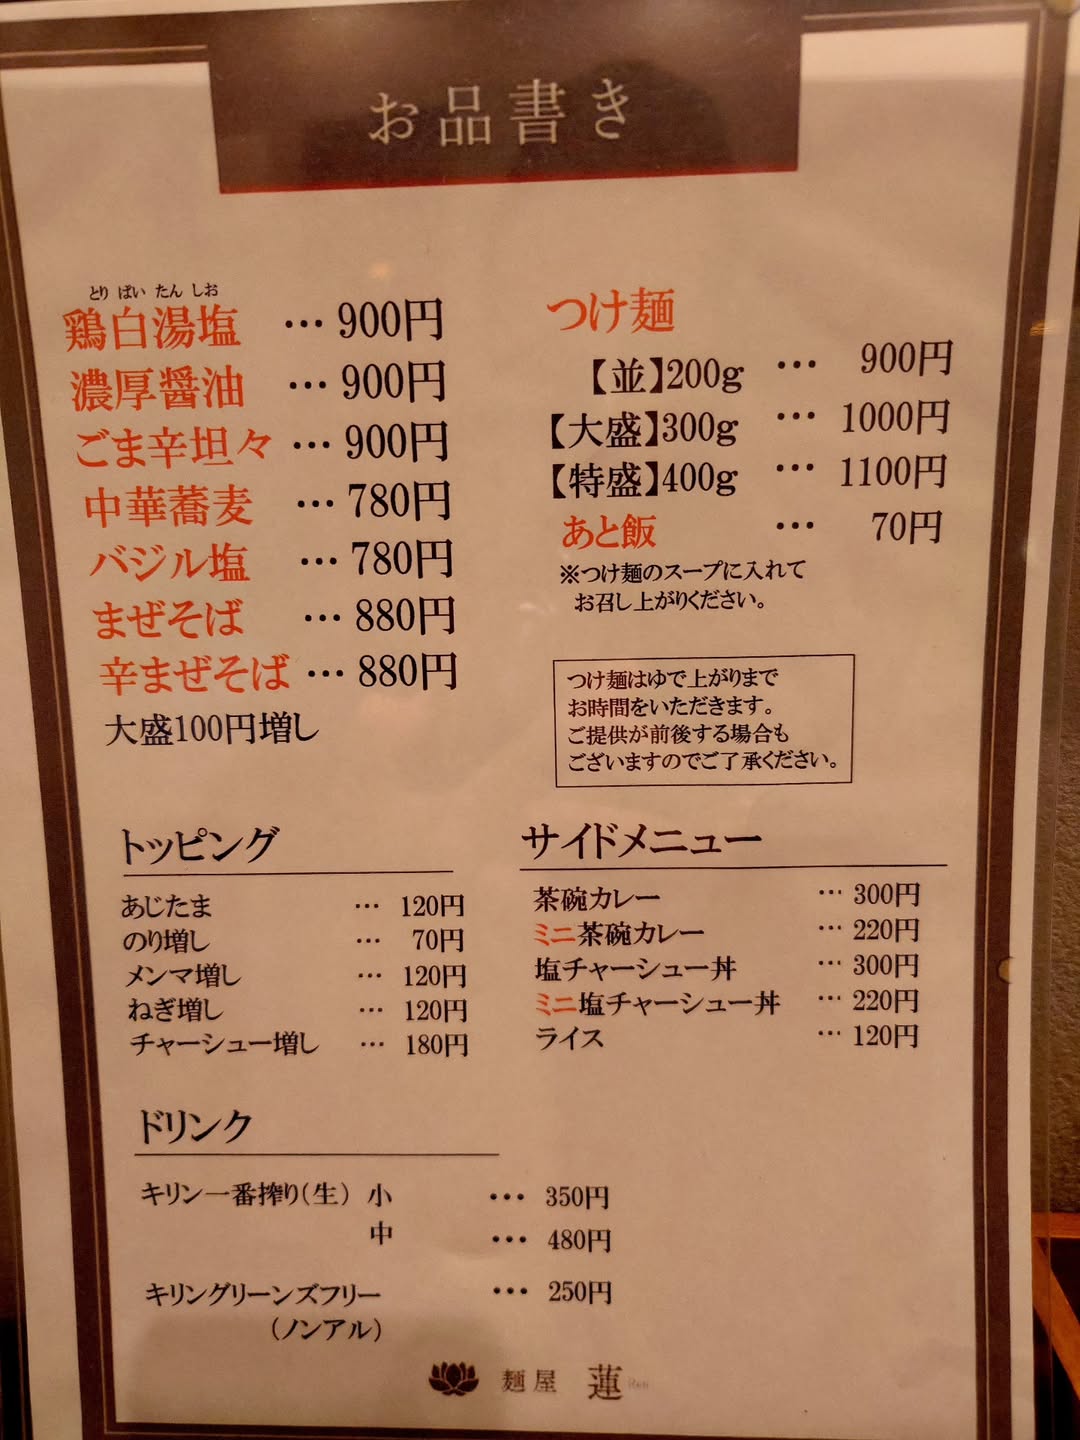 お品書き
とり ぱい たん しお
鶏白湯塩 … 900円
濃厚醤油 … 900円
ごま辛坦々 … 900円
中華蕎麦 … 780円
バジル塩 … 780円
まぜそば … 880円
辛まぜそば … 880円
大盛100円増し
つけ麺
【並】200g … 900円
【大盛】300g … 1000円
【特盛】400g … 1100円
あと飯 … 70円
※つけ麺のスープに入れて
お召し上がりください。
つけ麺はゆで上がりまで
お時間をいただきます。
ご提供が前後する場合も
ございますのでご了承ください。
トッピング
あじたま … 120円
のり増し … 70円
メンマ増し … 120円
ねぎ増し … 120円
チャーシュー増し … 180円
サイドメニュー
茶碗カレー … 300円
ミニ茶碗カレー … 220円
塩チャーシュー丼 … 300円
ミニ塩チャーシュー丼 … 220円
ライス … 120円
ドリンク
キリン一番搾り(生) 小 … 350円
中 … 480円
キリングリーンズフリー … 250円
(ノンアル)
麺屋 蓮 Ren